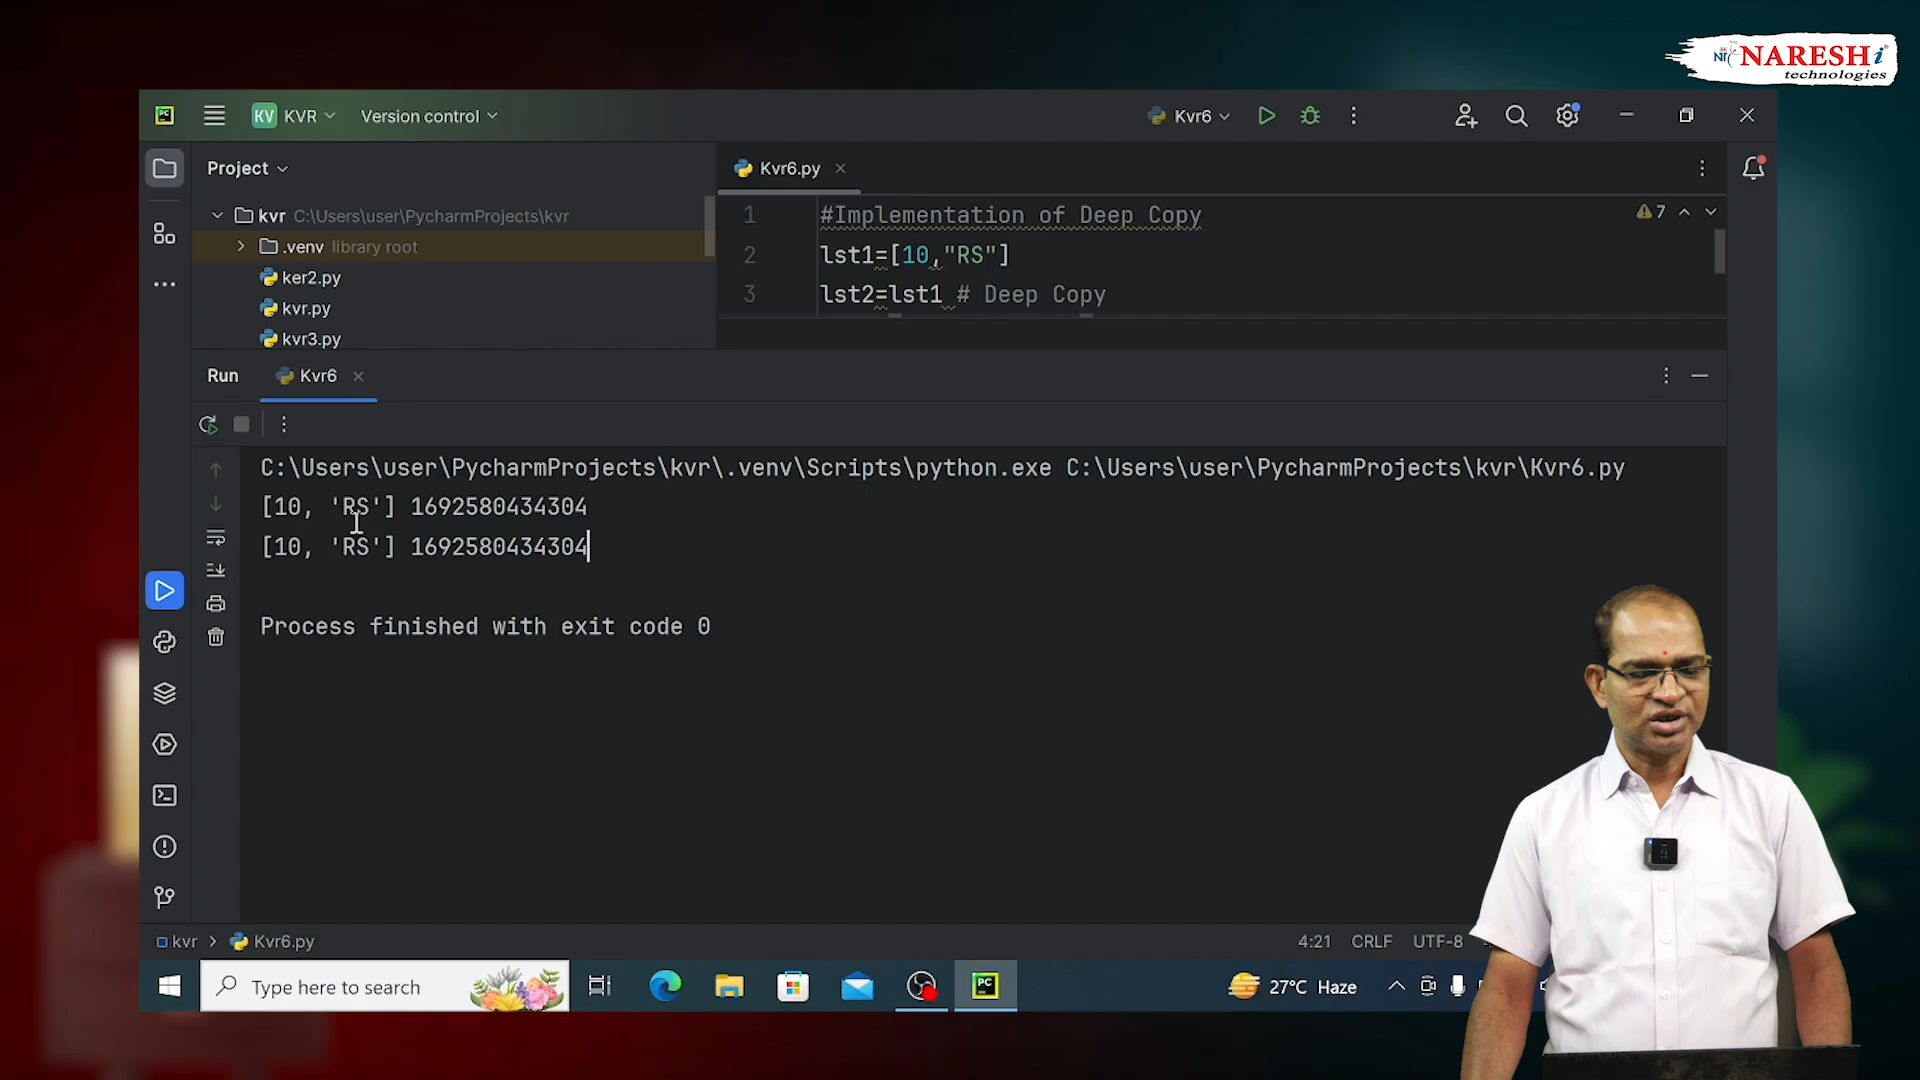 NIT NARESH i
technologies
PC KV KVR Version control Kvr6
Project
Kvr6.py
kvr C:\Users\user\PycharmProjects\kvr
.venv library root
ker2.py
kvr.py
kvr3.py
1 #Implementation of Deep Copy
2 lst1=[10,"RS"]
3 lst2=lst1 # Deep Copy
7
Run Kvr6
C:\Users\user\PycharmProjects\kvr\.venv\Scripts\python.exe C:\Users\user\PycharmProjects\kvr\Kvr6.py
[10, 'RS'] 1692580434304
[10, 'RS'] 1692580434304
Process finished with exit code 0
kvr > Kvr6.py 4:21 CRLF UTF-8
Type here to search PC 27°C Haze